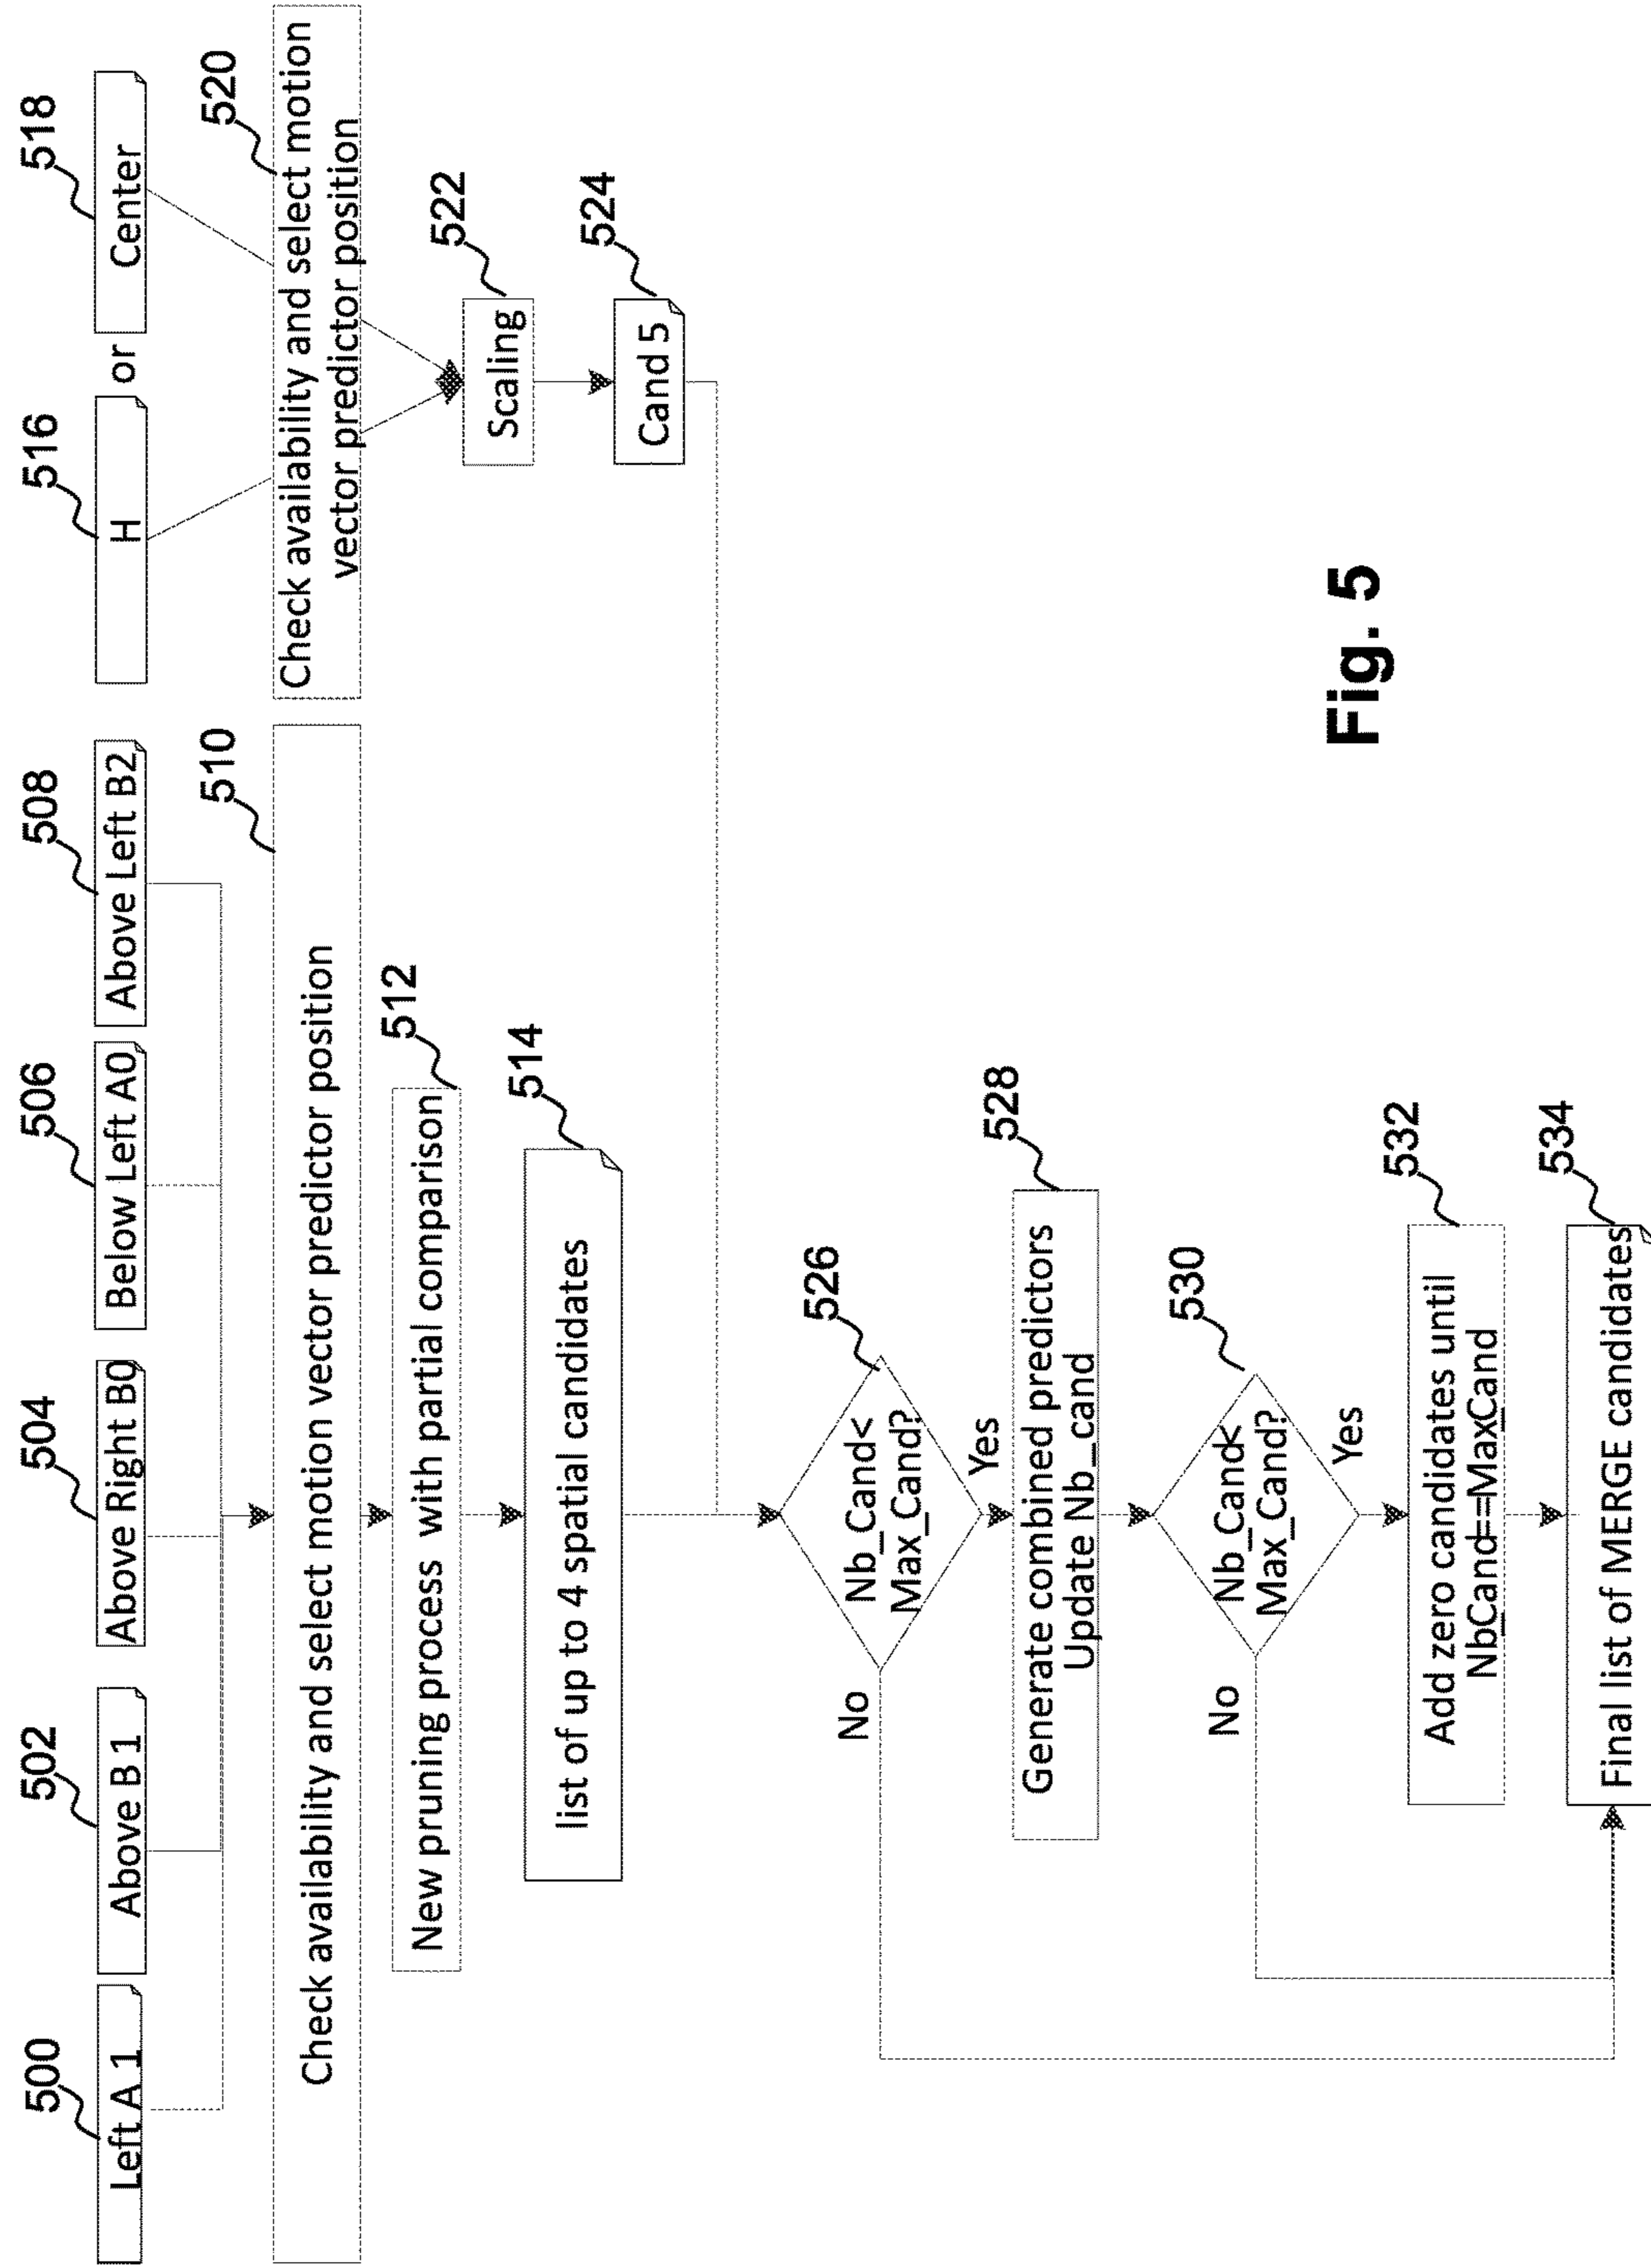 500
502
504
506
508
516
518
Left A 1
Above B 1
Above Right B0
Below Left A0
Above Left B2
H
or
Center
510
520
Check availability and select motion vector predictor position
Check availability and select motion
vector predictor position
512
522
New pruning process with partial comparison
Scaling
514
524
list of up to 4 spatial candidates
Cand 5
526
Nb_Cand<
Max_Cand?
No
Yes
528
Generate combined predictors
Update Nb_cand
530
Nb_Cand<
Max_Cand?
No
Yes
532
Add zero candidates until
NbCand==MaxCand
534
Final list of MERGE candidates
Fig. 5